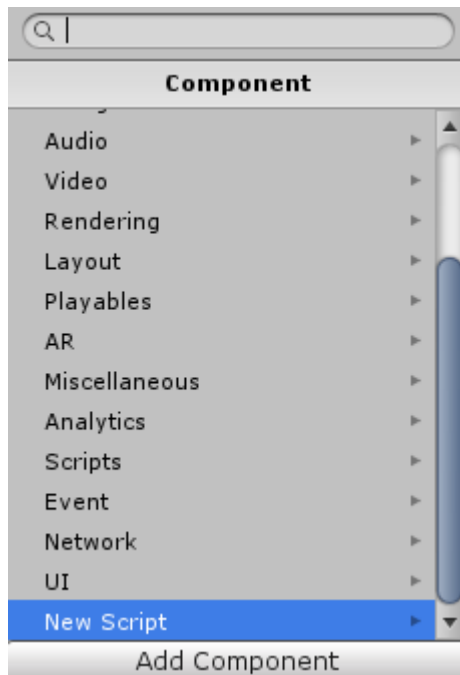 Component
Audio
Video
Rendering
Layout
Playables
AR
Miscellaneous
Analytics
Scripts
Event
Network
UI
New Script
Add Component